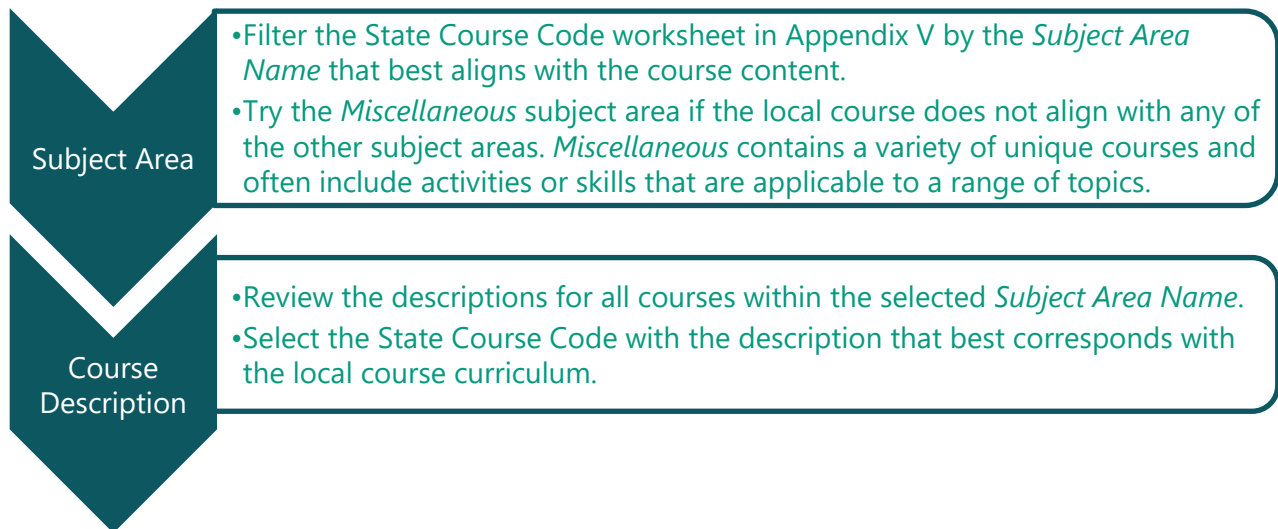 Subject Area
•Filter the State Course Code worksheet in Appendix V by the Subject Area
Name that best aligns with the course content.
•Try the Miscellaneous subject area if the local course does not align with any of
the other subject areas. Miscellaneous contains a variety of unique courses and
often include activities or skills that are applicable to a range of topics.
Course
Description
•Review the descriptions for all courses within the selected Subject Area Name.
•Select the State Course Code with the description that best corresponds with
the local course curriculum.